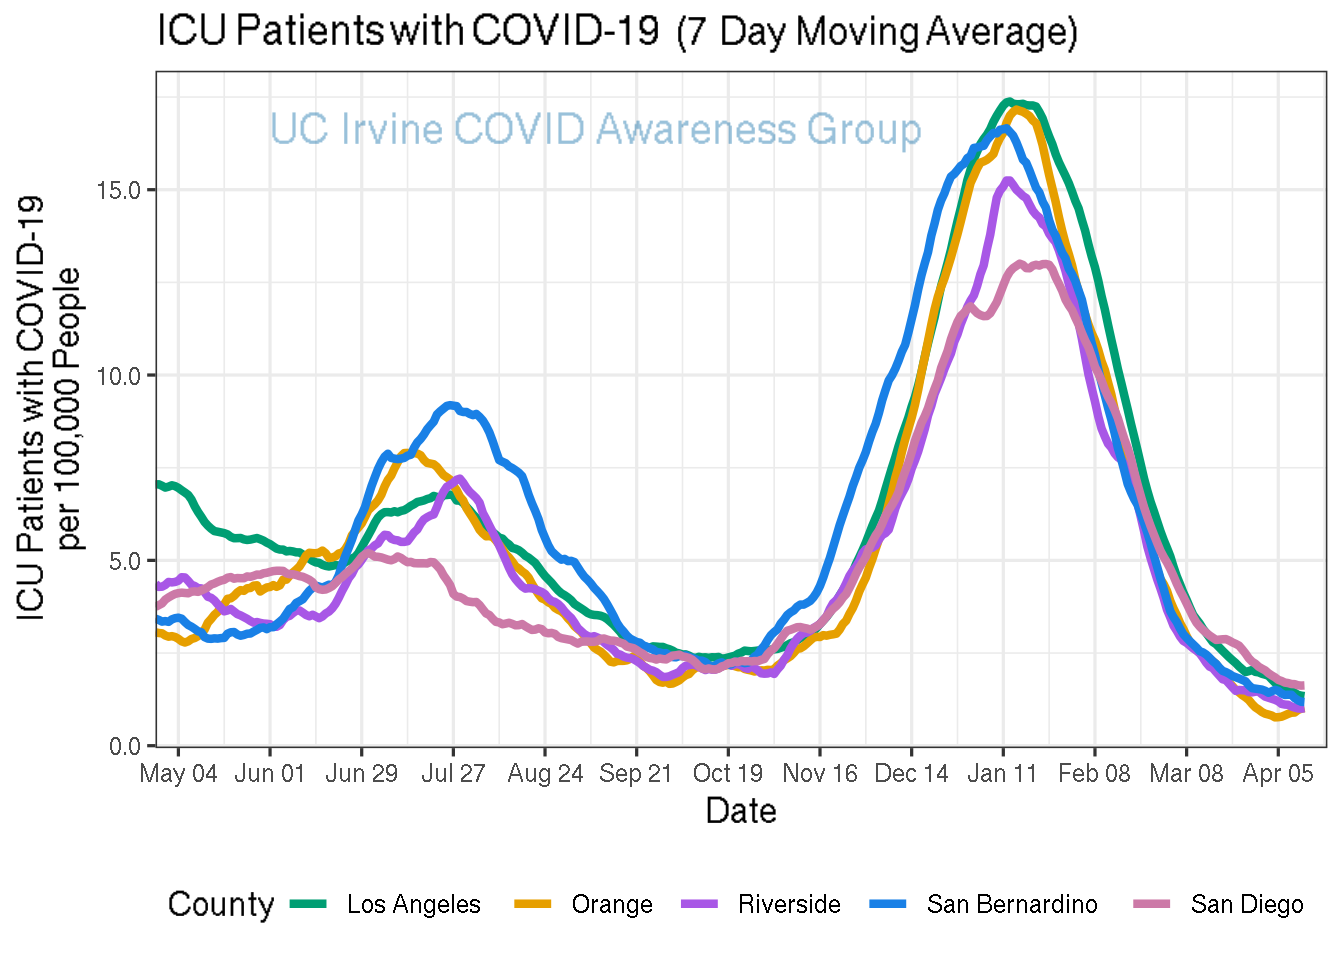 ICU Patients with COVID-19 (7 Day Moving Average)
UC Irvine COVID Awareness Group
ICU Patients with COVID-19
per 100,000 People
15.0
10.0
5.0
0.0
May 04 Jun 01 Jun 29 Jul 27 Aug 24 Sep 21 Oct 19 Nov 16 Dec 14 Jan 11 Feb 08 Mar 08 Apr 05
Date
County Los Angeles Orange Riverside San Bernardino San Diego